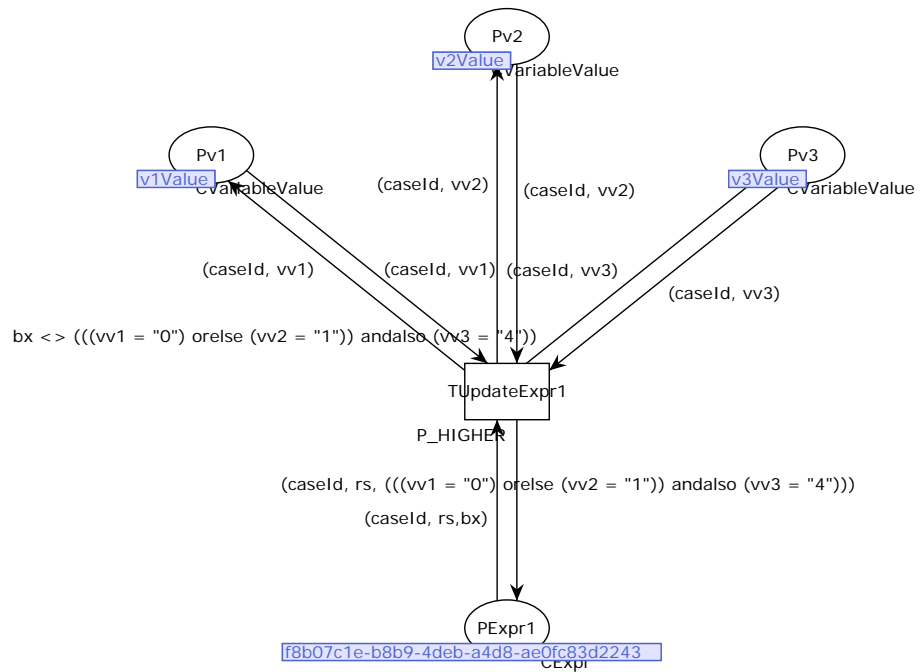 Pv2
v2Value
CVariableValue
Pv1
v1Value
CVariableValue
Pv3
v3Value
CVariableValue
(caseId, vv2)
(caseId, vv2)
(caseId, vv1)
(caseId, vv1)
(caseId, vv3)
(caseId, vv3)
bx <> (((vv1 = "0") orelse (vv2 = "1")) andalso (vv3 = "4"))
TUpdateExpr1
P_HIGHER
(caseId, rs, (((vv1 = "0") orelse (vv2 = "1")) andalso (vv3 = "4")))
(caseId, rs,bx)
PExpr1
f8b07c1e-b8b9-4deb-a4d8-ae0fc83d2243
CExpr